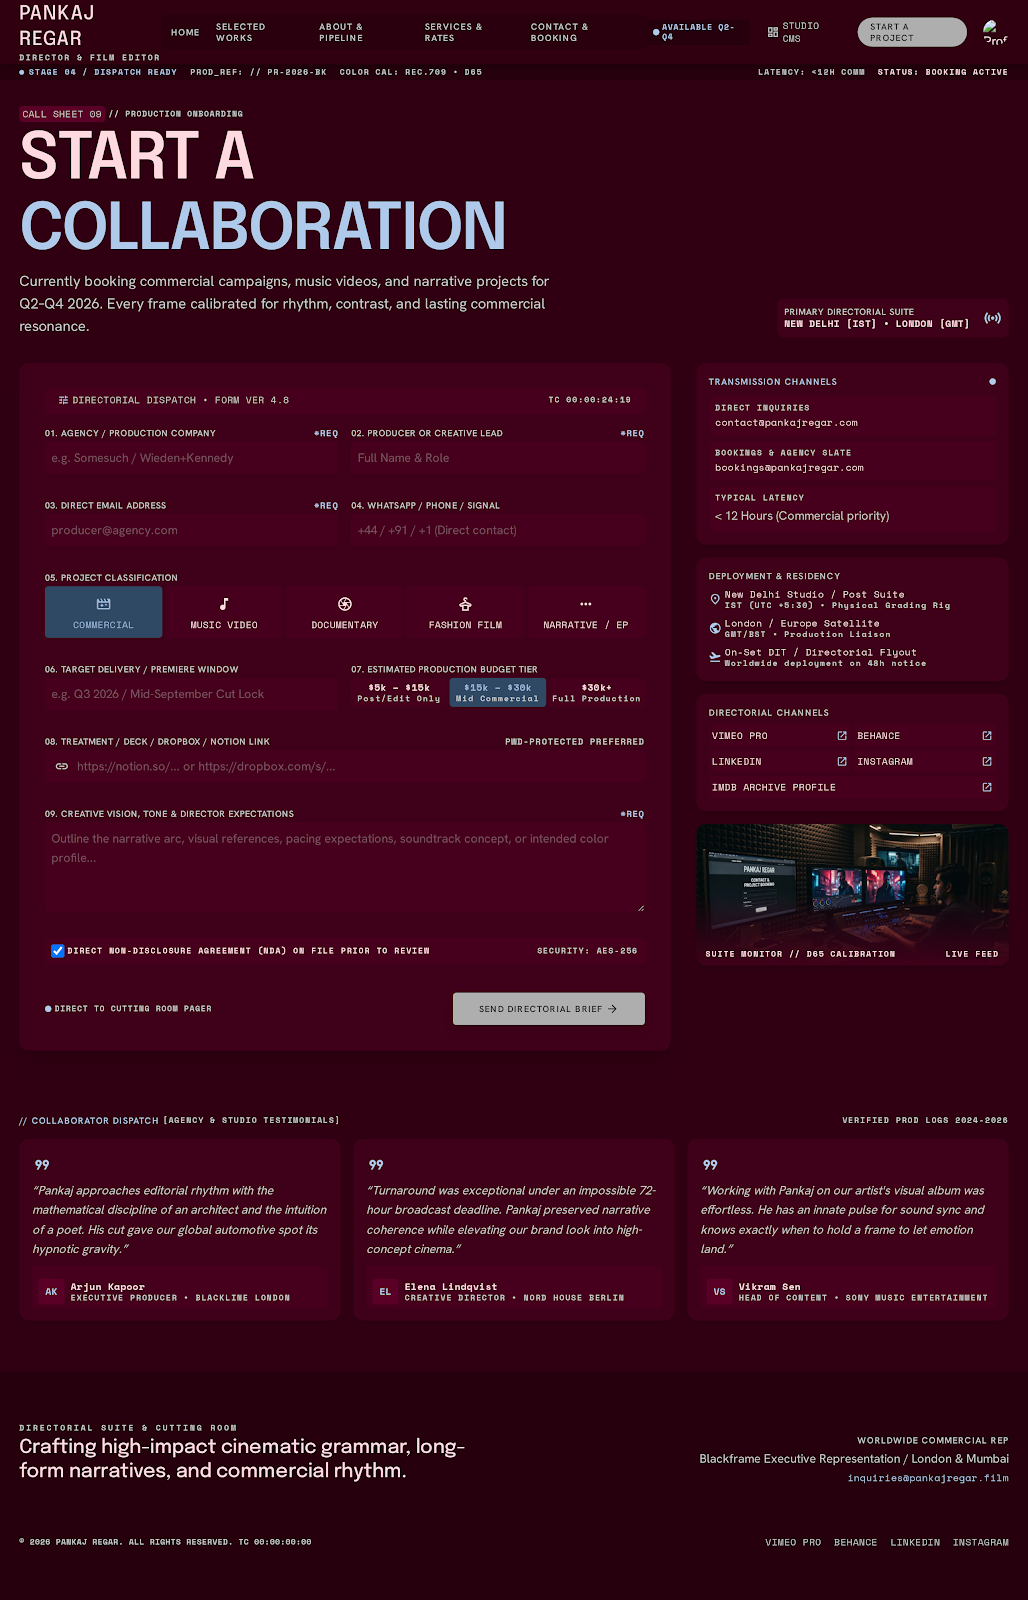 PANKAJ REGAR
DIRECTOR & FILM EDITOR
HOME
SELECTED WORKS
ABOUT & PIPELINE
SERVICES & RATES
CONTACT & BOOKING
AVAILABLE Q2-Q4
STUDIO CMS
START A PROJECT
STAGE 04 / DISPATCH READY PROD_REF: // PR-2026-BK COLOR CAL: REC.709 • D65
LATENCY: <12H COMM STATUS: BOOKING ACTIVE
CALL SHEET 09 // PRODUCTION ONBOARDING
START A
COLLABORATION
Currently booking commercial campaigns, music videos, and narrative projects for
Q2–Q4 2026. Every frame calibrated for rhythm, contrast, and lasting commercial
resonance.
PRIMARY DIRECTORIAL SUITE
NEW DELHI [IST] • LONDON [GMT]
DIRECTORIAL DISPATCH • FORM VER 4.8
TC 00:00:24:19
01. AGENCY / PRODUCTION COMPANY *REQ
e.g. Somesuch / Wieden+Kennedy
02. PRODUCER OR CREATIVE LEAD *REQ
Full Name & Role
03. DIRECT EMAIL ADDRESS *REQ
producer@agency.com
04. WHATSAPP / PHONE / SIGNAL
+44 / +91 / +1 (Direct contact)
05. PROJECT CLASSIFICATION
COMMERCIAL
MUSIC VIDEO
DOCUMENTARY
FASHION FILM
NARRATIVE / EP
06. TARGET DELIVERY / PREMIERE WINDOW
e.g. Q3 2026 / Mid-September Cut Lock
07. ESTIMATED PRODUCTION BUDGET TIER
$5k – $15k
Post/Edit Only
$15k – $30k
Mid Commercial
$30k+
Full Production
08. TREATMENT / DECK / DROPBOX / NOTION LINK
PWD-PROTECTED PREFERRED
https://notion.so/... or https://dropbox.com/s/...
09. CREATIVE VISION, TONE & DIRECTOR EXPECTATIONS *REQ
Outline the narrative arc, visual references, pacing expectations, soundtrack concept, or intended color
profile...
DIRECT NON-DISCLOSURE AGREEMENT (NDA) ON FILE PRIOR TO REVIEW
SECURITY: AES-256
DIRECT TO CUTTING ROOM PAGER
SEND DIRECTORIAL BRIEF →
TRANSMISSION CHANNELS
DIRECT INQUIRIES
contact@pankajregar.com
BOOKINGS & AGENCY SLATE
bookings@pankajregar.com
TYPICAL LATENCY
< 12 Hours (Commercial priority)
DEPLOYMENT & RESIDENCY
New Delhi Studio / Post Suite
IST (UTC +5:30) • Physical Grading Rig
London / Europe Satellite
GMT/BST • Production Liaison
On-Set DIT / Directorial Flyout
Worldwide deployment on 48h notice
DIRECTORIAL CHANNELS
VIMEO PRO
BEHANCE
LINKEDIN
INSTAGRAM
IMDB ARCHIVE PROFILE
PANKAJ REGAR
CONTACT &
PROJECT BOOKING
SUITE MONITOR // D65 CALIBRATION
LIVE FEED
// COLLABORATOR DISPATCH [AGENCY & STUDIO TESTIMONIALS]
VERIFIED PROD LOGS 2024-2026
“Pankaj approaches editorial rhythm with the
mathematical discipline of an architect and the intuition
of a poet. His cut gave our global automotive spot its
hypnotic gravity.”
AK
Arjun Kapoor
EXECUTIVE PRODUCER • BLACKLINE LONDON
“Turnaround was exceptional under an impossible 72-
hour broadcast deadline. Pankaj preserved narrative
coherence while elevating our brand look into high-
concept cinema.”
EL
Elena Lindqvist
CREATIVE DIRECTOR • NORD HOUSE BERLIN
“Working with Pankaj on our artist's visual album was
effortless. He has an innate pulse for sound sync and
knows exactly when to hold a frame to let emotion
land.”
VS
Vikram Sen
HEAD OF CONTENT • SONY MUSIC ENTERTAINMENT
DIRECTORIAL SUITE & CUTTING ROOM
Crafting high-impact cinematic grammar, long-
form narratives, and commercial rhythm.
WORLDWIDE COMMERCIAL REP
Blackframe Executive Representation / London & Mumbai
inquiries@pankajregar.film
© 2026 PANKAJ REGAR. ALL RIGHTS RESERVED. TC 00:00:00:00
VIMEO PRO BEHANCE LINKEDIN INSTAGRAM